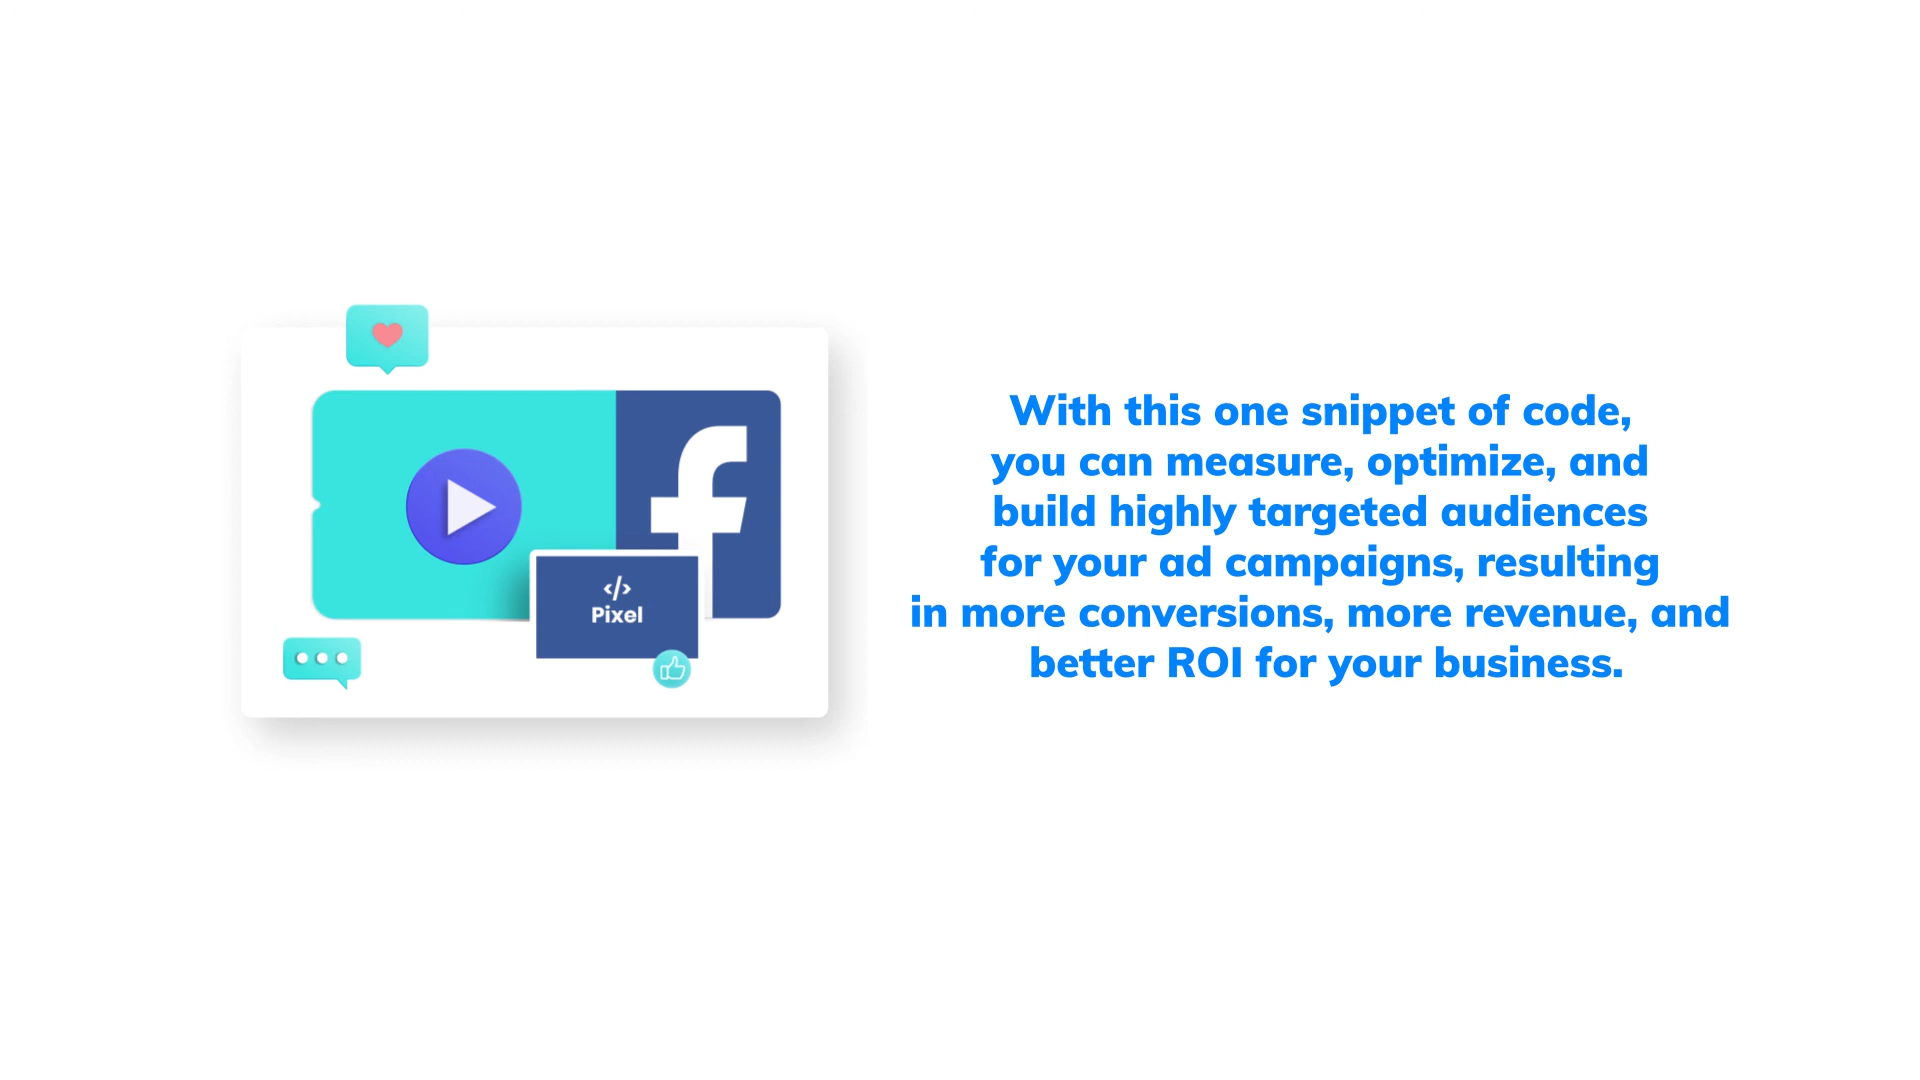 </>
Pixel
With this one snippet of code,
you can measure, optimize, and
build highly targeted audiences
for your ad campaigns, resulting
in more conversions, more revenue, and
better ROI for your business.